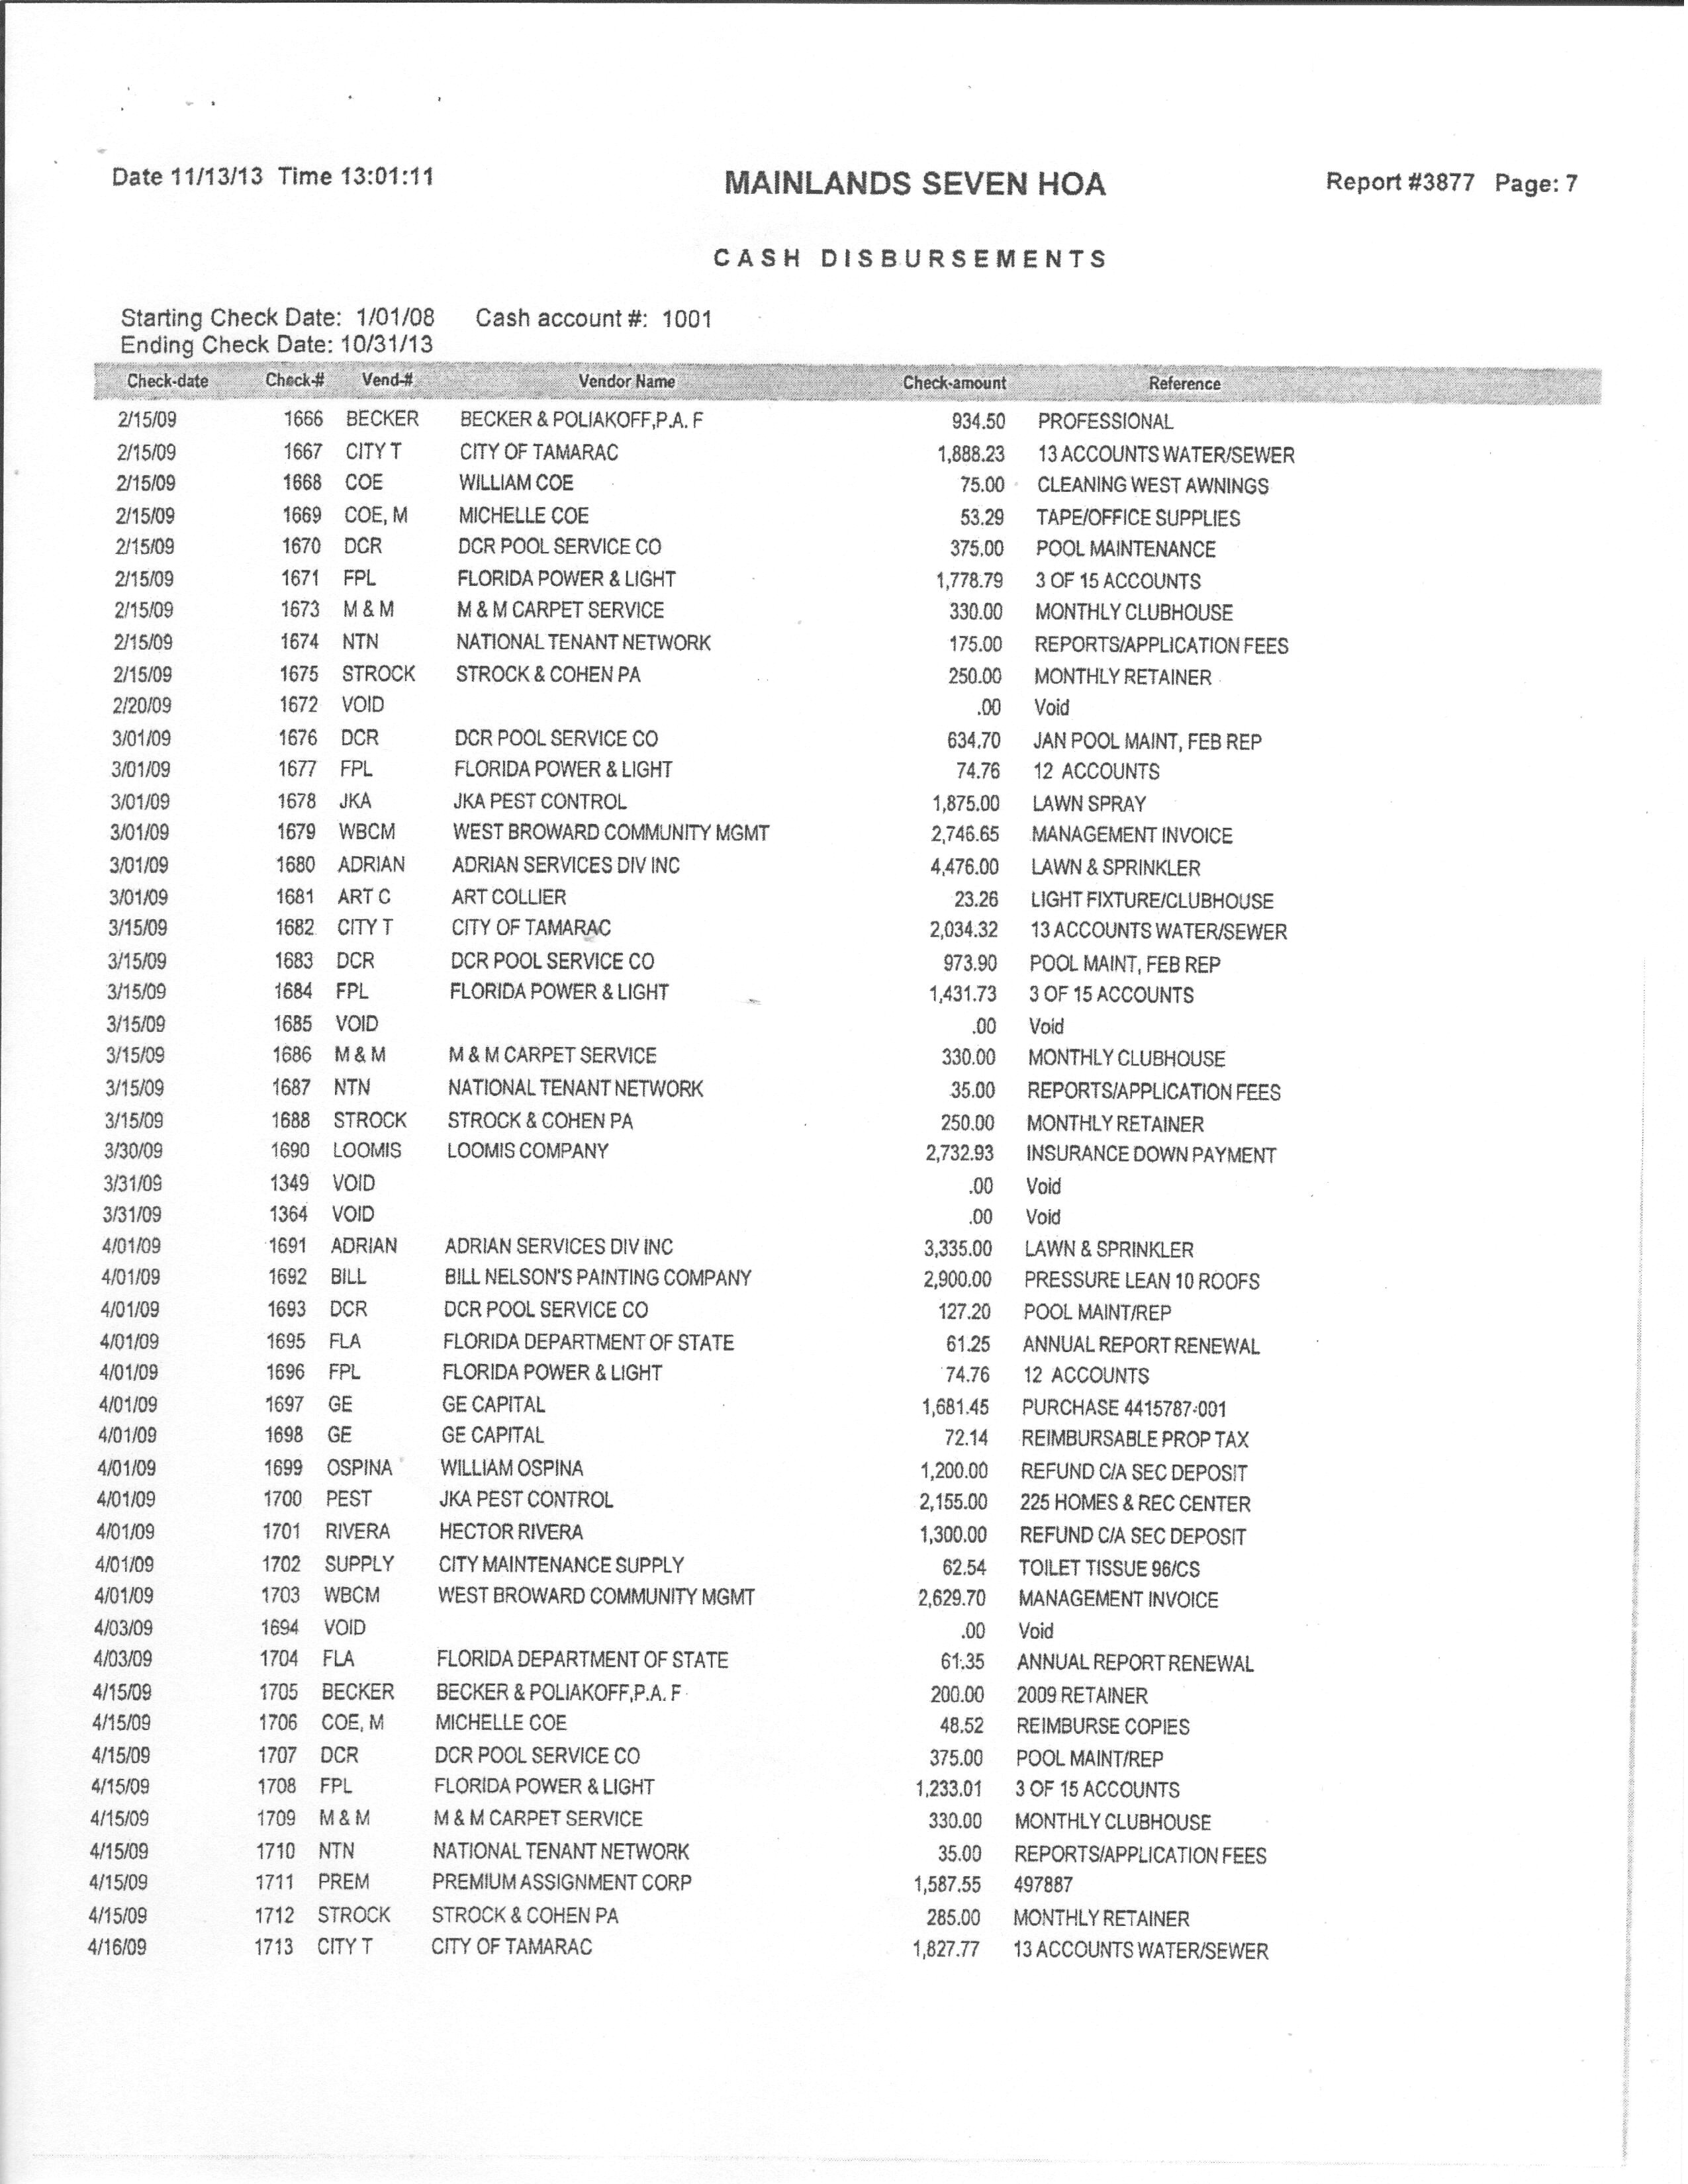 Date 11/13/13 Time 13:01:11 MAINLANDS SEVEN HOA Report #3877 Page: 7
CASH DISBURSEMENTS
Starting Check Date: 1/01/08 Cash account #: 1001
Ending Check Date: 10/31/13
Check-date Check-# Vend-# Vendor Name Check-amount Reference
2/15/09 1666 BECKER BECKER & POLIAKOFF,P.A. F 934.50 PROFESSIONAL
2/15/09 1667 CITY T CITY OF TAMARAC 1,888.23 13 ACCOUNTS WATER/SEWER
2/15/09 1668 COE WILLIAM COE 75.00 CLEANING WEST AWNINGS
2/15/09 1669 COE, M MICHELLE COE 53.29 TAPE/OFFICE SUPPLIES
2/15/09 1670 DCR DCR POOL SERVICE CO 375.00 POOL MAINTENANCE
2/15/09 1671 FPL FLORIDA POWER & LIGHT 1,778.79 3 OF 15 ACCOUNTS
2/15/09 1673 M & M M & M CARPET SERVICE 330.00 MONTHLY CLUBHOUSE
2/15/09 1674 NTN NATIONAL TENANT NETWORK 175.00 REPORTS/APPLICATION FEES
2/15/09 1675 STROCK STROCK & COHEN PA 250.00 MONTHLY RETAINER
2/20/09 1672 VOID .00 Void
3/01/09 1676 DCR DCR POOL SERVICE CO 634.70 JAN POOL MAINT, FEB REP
3/01/09 1677 FPL FLORIDA POWER & LIGHT 74.76 12 ACCOUNTS
3/01/09 1678 JKA JKA PEST CONTROL 1,875.00 LAWN SPRAY
3/01/09 1679 WBCM WEST BROWARD COMMUNITY MGMT 2,746.65 MANAGEMENT INVOICE
3/01/09 1680 ADRIAN ADRIAN SERVICES DIV INC 4,476.00 LAWN & SPRINKLER
3/01/09 1681 ART C ART COLLIER 23.26 LIGHT FIXTURE/CLUBHOUSE
3/15/09 1682 CITY T CITY OF TAMARAC 2,034.32 13 ACCOUNTS WATER/SEWER
3/15/09 1683 DCR DCR POOL SERVICE CO 973.90 POOL MAINT, FEB REP
3/15/09 1684 FPL FLORIDA POWER & LIGHT 1,431.73 3 OF 15 ACCOUNTS
3/15/09 1685 VOID .00 Void
3/15/09 1686 M & M M & M CARPET SERVICE 330.00 MONTHLY CLUBHOUSE
3/15/09 1687 NTN NATIONAL TENANT NETWORK 35.00 REPORTS/APPLICATION FEES
3/15/09 1688 STROCK STROCK & COHEN PA 250.00 MONTHLY RETAINER
3/30/09 1690 LOOMIS LOOMIS COMPANY 2,732.93 INSURANCE DOWN PAYMENT
3/31/09 1349 VOID .00 Void
3/31/09 1364 VOID .00 Void
4/01/09 1691 ADRIAN ADRIAN SERVICES DIV INC 3,335.00 LAWN & SPRINKLER
4/01/09 1692 BILL BILL NELSON'S PAINTING COMPANY 2,900.00 PRESSURE LEAN 10 ROOFS
4/01/09 1693 DCR DCR POOL SERVICE CO 127.20 POOL MAINT/REP
4/01/09 1695 FLA FLORIDA DEPARTMENT OF STATE 61.25 ANNUAL REPORT RENEWAL
4/01/09 1696 FPL FLORIDA POWER & LIGHT 74.76 12 ACCOUNTS
4/01/09 1697 GE GE CAPITAL 1,681.45 PURCHASE 4415787-001
4/01/09 1698 GE GE CAPITAL 72.14 REIMBURSABLE PROP TAX
4/01/09 1699 OSPINA WILLIAM OSPINA 1,200.00 REFUND C/A SEC DEPOSIT
4/01/09 1700 PEST JKA PEST CONTROL 2,155.00 225 HOMES & REC CENTER
4/01/09 1701 RIVERA HECTOR RIVERA 1,300.00 REFUND C/A SEC DEPOSIT
4/01/09 1702 SUPPLY CITY MAINTENANCE SUPPLY 62.54 TOILET TISSUE 96/CS
4/01/09 1703 WBCM WEST BROWARD COMMUNITY MGMT 2,629.70 MANAGEMENT INVOICE
4/03/09 1694 VOID .00 Void
4/03/09 1704 FLA FLORIDA DEPARTMENT OF STATE 61.35 ANNUAL REPORT RENEWAL
4/15/09 1705 BECKER BECKER & POLIAKOFF,P.A. F 200.00 2009 RETAINER
4/15/09 1706 COE, M MICHELLE COE 48.52 REIMBURSE COPIES
4/15/09 1707 DCR DCR POOL SERVICE CO 375.00 POOL MAINT/REP
4/15/09 1708 FPL FLORIDA POWER & LIGHT 1,233.01 3 OF 15 ACCOUNTS
4/15/09 1709 M & M M & M CARPET SERVICE 330.00 MONTHLY CLUBHOUSE
4/15/09 1710 NTN NATIONAL TENANT NETWORK 35.00 REPORTS/APPLICATION FEES
4/15/09 1711 PREM PREMIUM ASSIGNMENT CORP 1,587.55 497887
4/15/09 1712 STROCK STROCK & COHEN PA 285.00 MONTHLY RETAINER
4/16/09 1713 CITY T CITY OF TAMARAC 1,827.77 13 ACCOUNTS WATER/SEWER